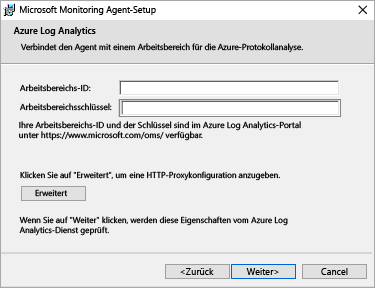 Microsoft Monitoring Agent-Setup
Azure Log Analytics
Verbindet den Agent mit einem Arbeitsbereich für die Azure-Protokollanalyse.
Arbeitsbereichs-ID:
Arbeitsbereichsschlüssel:
Ihre Arbeitsbereichs-ID und der Schlüssel sind im Azure Log Analytics-Portal
unter https://www.microsoft.com/oms/ verfügbar.
Klicken Sie auf "Erweitert", um eine HTTP-Proxykonfiguration anzugeben.
Erweitert
Wenn Sie auf "Weiter" klicken, werden diese Eigenschaften vom Azure Log
Analytics-Dienst geprüft.
<Zurück
Weiter>
Cancel